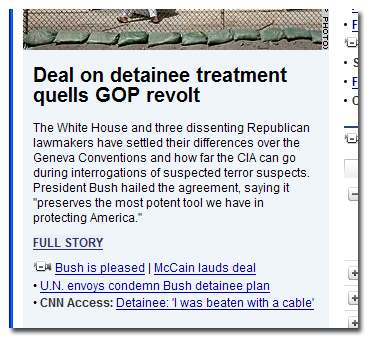 PHOTO)
Deal on detainee treatment
quells GOP revolt
The White House and three dissenting Republican
lawmakers have settled their differences over the
Geneva Conventions and how far the CIA can go
during interrogations of suspected terror suspects.
President Bush hailed the agreement, saying it
"preserves the most potent tool we have in
protecting America."
FULL STORY
Bush is pleased | McCain lauds deal
• U.N. envoys condemn Bush detainee plan
• CNN Access: Detainee: 'I was beaten with a cable'